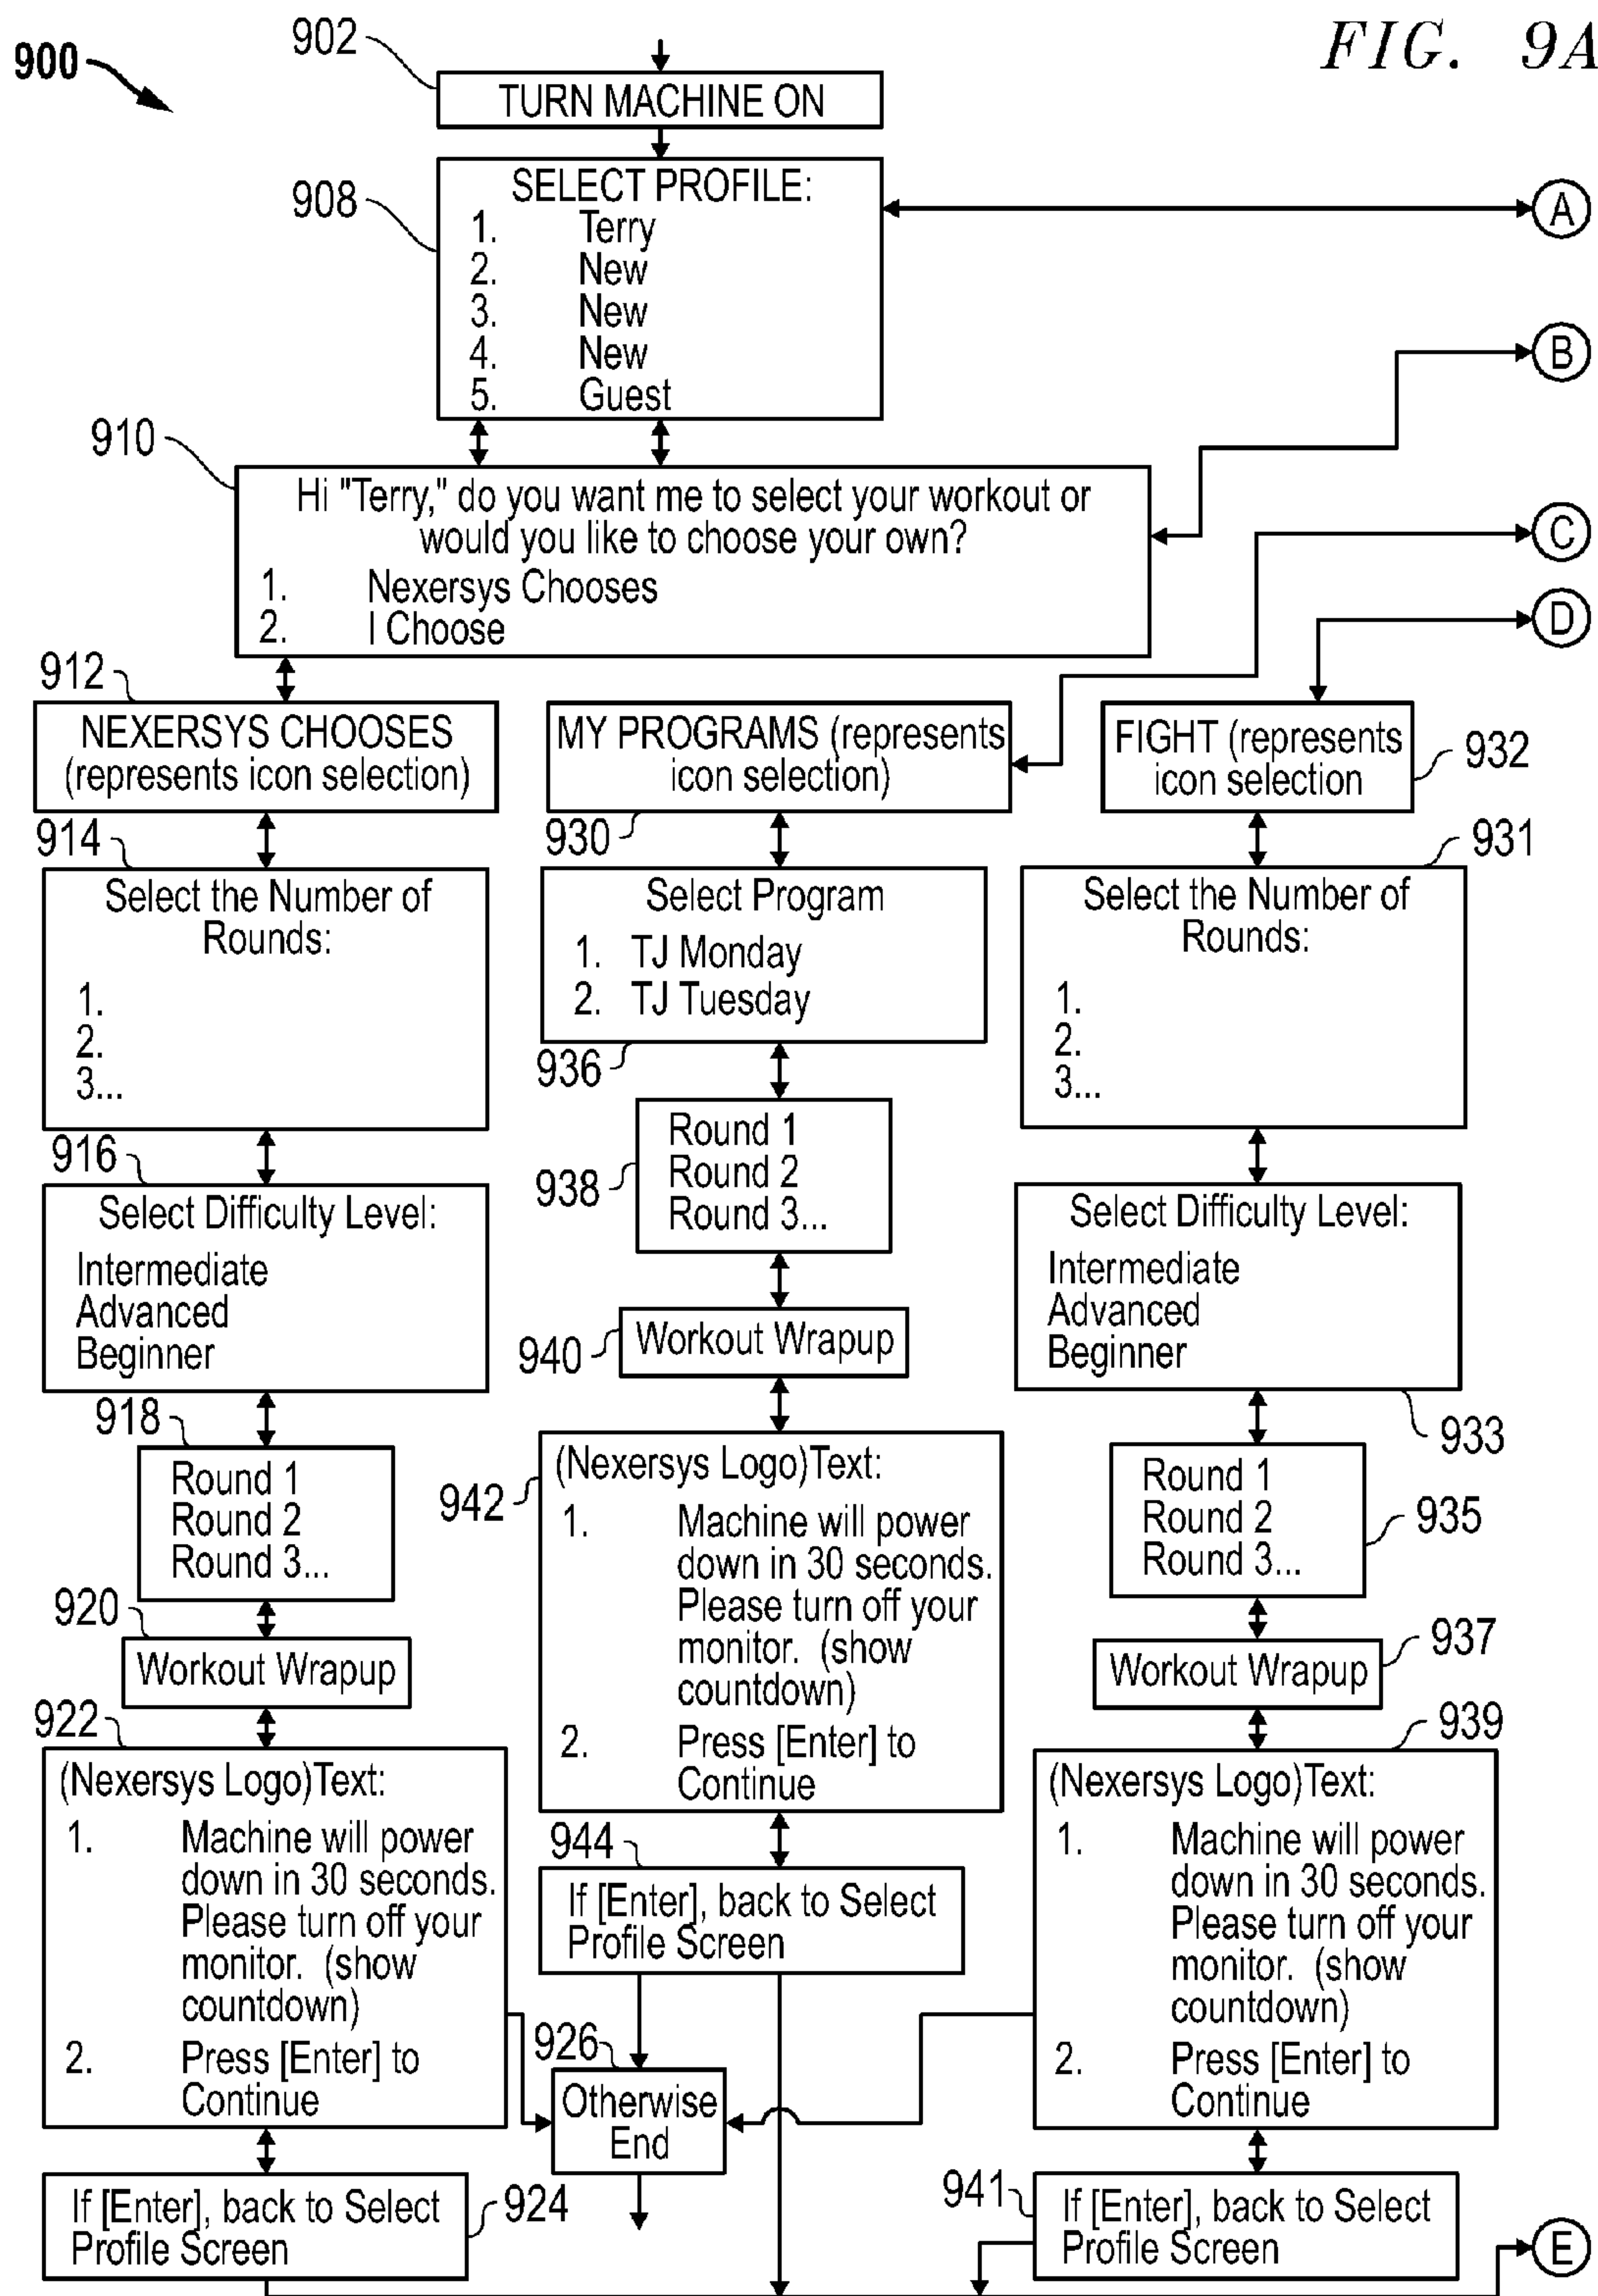 FIG. 9A
900
902
TURN MACHINE ON
908
SELECT PROFILE:
1. Terry
2. New
3. New
4. New
5. Guest
A
B
910
Hi "Terry," do you want me to select your workout or
would you like to choose your own?
1. Nexersys Chooses
2. I Choose
C
D
912
NEXERSYS CHOOSES
(represents icon selection)
914
Select the Number of
Rounds:
1.
2.
3...
916
Select Difficulty Level:
Intermediate
Advanced
Beginner
918
Round 1
Round 2
Round 3...
920
Workout Wrapup
922
(Nexersys Logo)Text:
1. Machine will power
down in 30 seconds.
Please turn off your
monitor. (show
countdown)
2. Press [Enter] to
Continue
If [Enter], back to Select
Profile Screen
924
MY PROGRAMS (represents
icon selection)
930
Select Program
1. TJ Monday
2. TJ Tuesday
936
Round 1
Round 2
Round 3...
938
Workout Wrapup
940
(Nexersys Logo)Text:
1. Machine will power
down in 30 seconds.
Please turn off your
monitor. (show
countdown)
2. Press [Enter] to
Continue
942
944
If [Enter], back to Select
Profile Screen
926
Otherwise
End
FIGHT (represents
icon selection
932
931
Select the Number of
Rounds:
1.
2.
3...
Select Difficulty Level:
Intermediate
Advanced
Beginner
933
Round 1
Round 2
Round 3...
935
Workout Wrapup
937
939
(Nexersys Logo)Text:
1. Machine will power
down in 30 seconds.
Please turn off your
monitor. (show
countdown)
2. Press [Enter] to
Continue
941
If [Enter], back to Select
Profile Screen
E